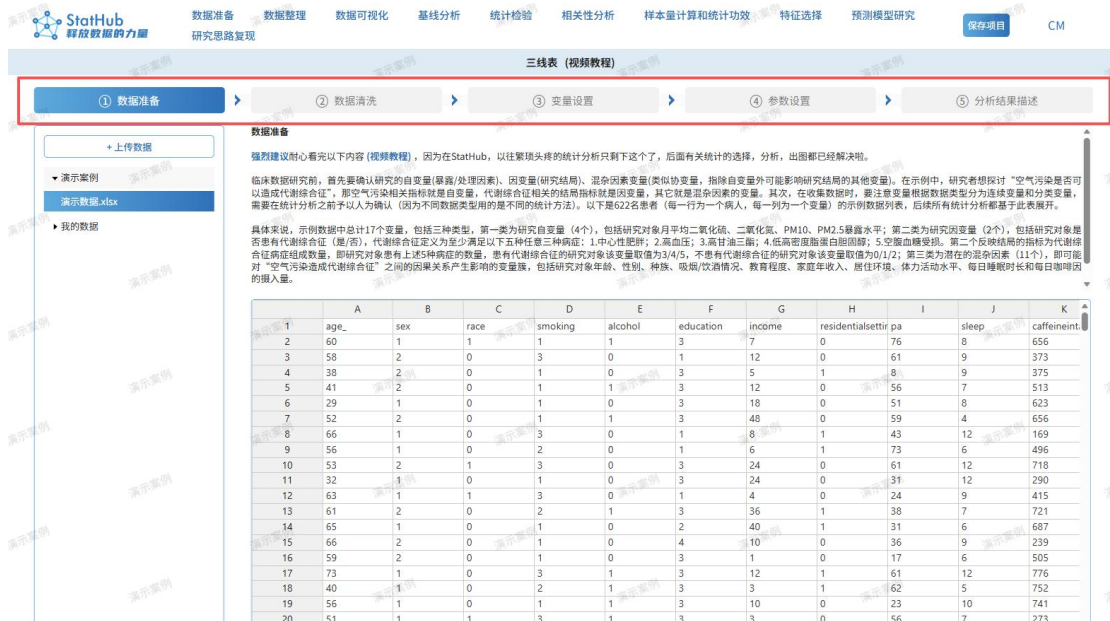 StatHub
释放数据的力量
数据准备 数据整理 数据可视化 基线分析 统计检验 相关性分析 样本量计算和统计功效 特征选择 预测模型研究
研究思路复现
保存项目
CM
三线表（视频教程）
① 数据准备 ② 数据清洗 ③ 变量设置 ④ 参数设置 ⑤ 分析结果描述
+ 上传数据
演示案例
演示数据.xlsx
我的数据
数据准备
强烈建议耐心看完以下内容 (视频教程) ，因为在StatHub，以往繁琐头疼的统计分析只剩下这个了，后面有关统计的选择，分析，出图都已经解决啦。
临床数据研究前，首先要确认研究的自变量(暴露/处理因素)、因变量(研究结局)、混杂因素变量(类似协变量，指除自变量外可能影响研究结局的其他变量)。在示例中，研究者想探讨“空气污染是否可
以造成代谢综合征”，那空气污染相关指标就是自变量，代谢综合征相关的结局指标就是因变量，其它就是混杂因素的变量。其次，在收集数据时，要注意变量根据数据类型分为连续变量和分类变量，
需要在统计分析之前予以人为确认（因为不同数据类型用的是不同的统计方法）。以下是622名患者（每一行为一个病人，每一列为一个变量）的示例数据列表，后续所有统计分析都基于此表展开。
具体来说，示例数据中总计17个变量，包括三种类型，第一类为研究自变量（4个），包括研究对象月平均二氧化硫、二氧化氮、PM10、PM2.5暴露水平；第二类为研究因变量（2个），包括研究对象是
否患有代谢综合征（是/否），代谢综合征定义为至少满足以下五种任意三种病症：1.中心性肥胖；2.高血压；3.高甘油三酯；4.低高密度脂蛋白胆固醇；5.空腹血糖受损。第二个反映结局的指标为代谢综
合征病症组成数量，即研究对象患有上述5种病症的数量，患有代谢综合征的研究对象该变量取值为3/4/5，不患有代谢综合征的研究对象该变量取值为0/1/2；第三类为潜在的混杂因素（11个），即可能
对“空气污染造成代谢综合征”之间的因果关系产生影响的变量簇，包括研究对象年龄、性别、种族、吸烟/饮酒情况、教育程度、家庭年收入、居住环境、体力活动水平、每日睡眠时长和每日咖啡因
的摄入量。
A B C D E F G H I J K
1 age_ sex race smoking alcohol education income residentialsettir pa sleep caffeineint
2 60 1 1 1 1 3 7 0 76 8 656
3 58 2 0 3 0 1 12 0 61 9 373
4 38 2 0 1 0 3 5 1 8 9 375
5 41 2 0 1 1 3 12 0 56 7 513
6 29 1 0 1 0 3 18 0 51 8 623
7 52 2 0 1 1 3 48 0 59 4 656
8 66 1 0 3 0 1 8 1 43 12 169
9 56 1 0 2 0 1 6 1 73 6 496
10 53 2 1 3 0 3 24 0 61 12 718
11 32 1 0 1 0 3 24 0 31 12 290
12 63 1 1 3 0 1 4 0 24 9 415
13 61 2 0 2 1 3 36 1 38 7 721
14 65 1 0 1 0 2 40 1 31 6 687
15 66 2 0 1 0 4 10 0 36 9 239
16 59 2 0 1 0 3 1 0 17 6 505
17 73 1 0 3 1 3 12 1 61 12 776
18 40 1 0 2 1 3 3 1 62 5 752
19 56 1 0 1 1 3 10 0 23 10 741
20 51 1 1 3 1 3 3 0 56 7 273
演示案例